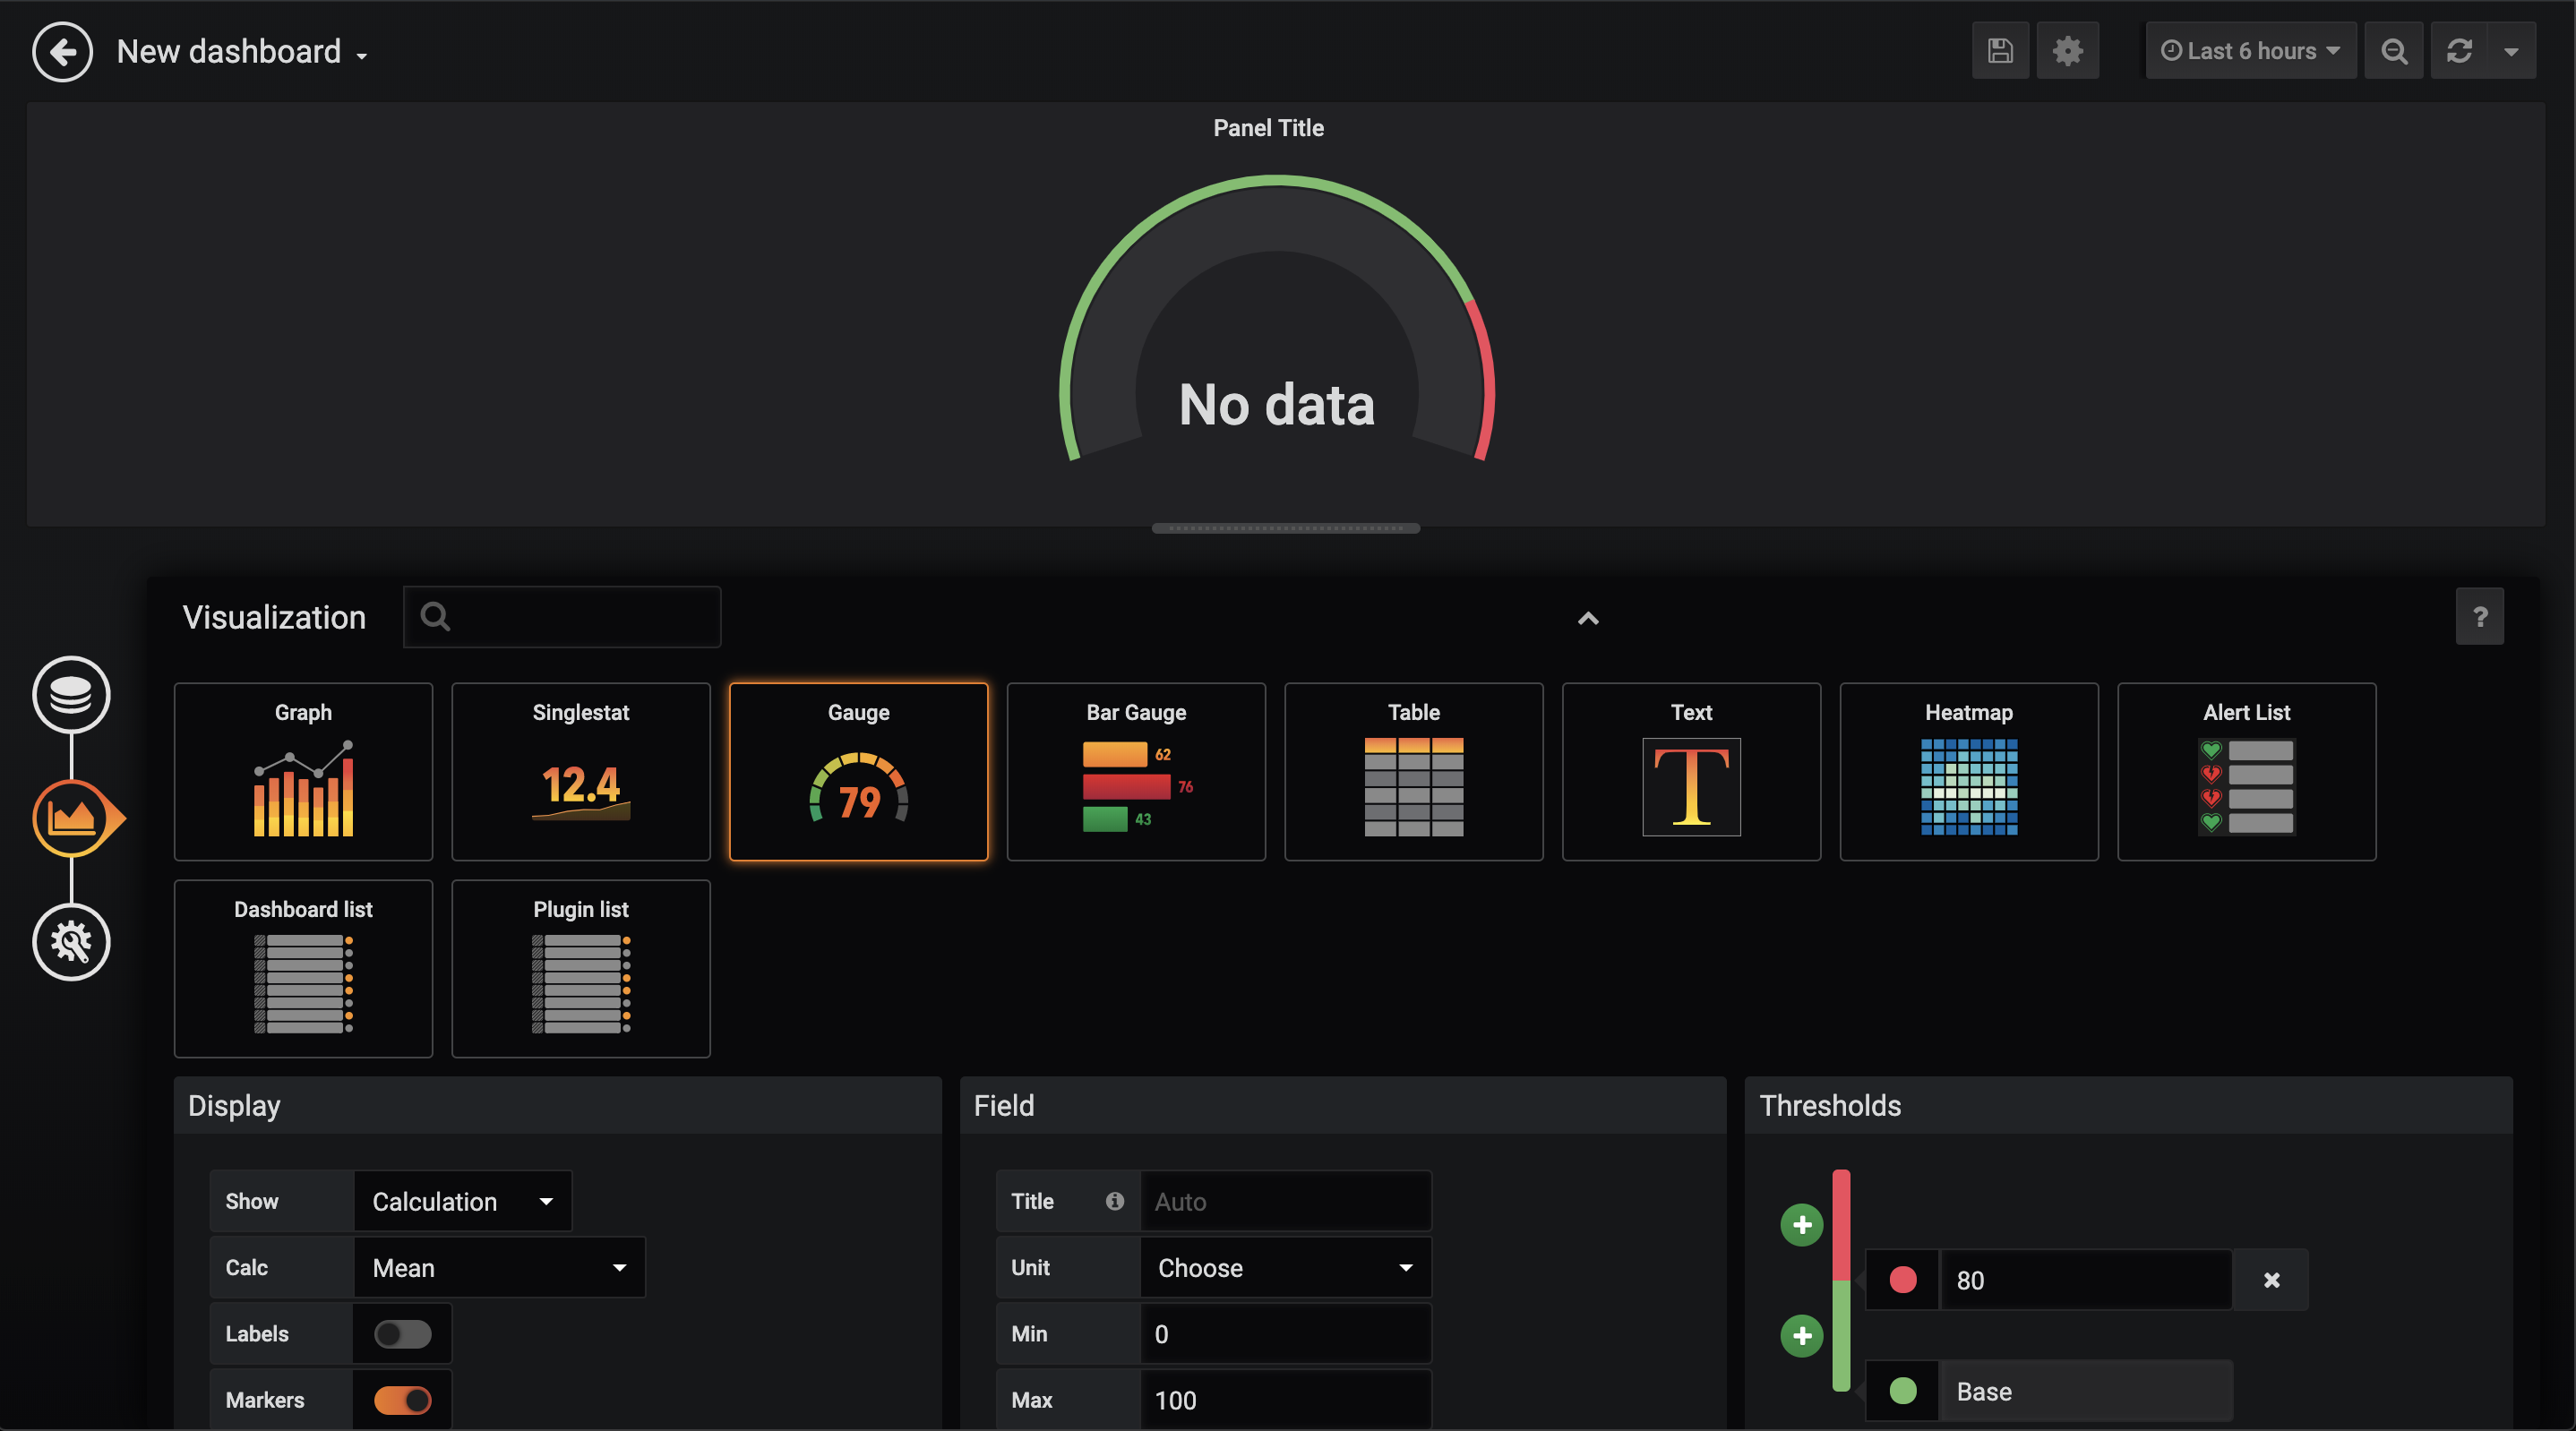 New dashboard
Last 6 hours
Panel Title
No data
Visualization
?
Graph
Singlestat
Gauge
Bar Gauge
Table
Text
Heatmap
Alert List
12.4
79
62
76
43
T
Dashboard list
Plugin list
Display
Field
Thresholds
Show
Calculation
Title
Auto
Calc
Mean
Unit
Choose
80
Labels
Min
0
Markers
Max
100
Base